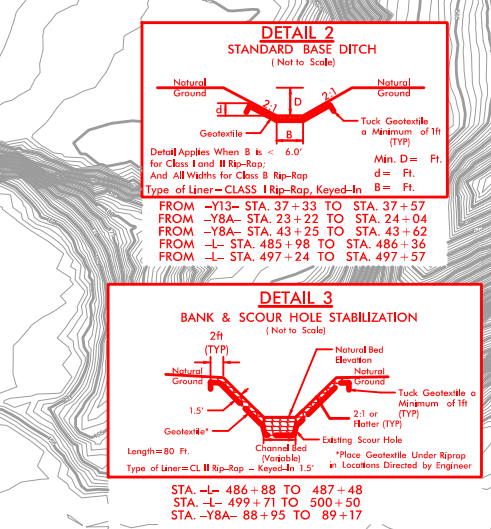 DETAIL 2
STANDARD BASE DITCH
( Not to Scale)
Natural Ground
Natural Ground
2:1
D
2:1
d
Geotextile
B
Tuck Geotextile
a Minimum of 1ft
(TYP)
Detail Applies When B is < 6.0'
for Class I and II Rip-Rap;
And All Widths for Class B Rip-Rap
Min. D= Ft.
d= Ft.
B= Ft.
Type of Liner - CLASS I Rip-Rap, Keyed-In
FROM -Y13- STA. 37+33 TO STA. 37+57
FROM -Y8A- STA. 23+22 TO STA. 24+04
FROM -Y8A- STA. 43+25 TO STA. 43+62
FROM -L- STA. 485+98 TO STA. 486+36
FROM -L- STA. 497+24 TO STA. 497+57
DETAIL 3
BANK & SCOUR HOLE STABILIZATION
( Not to Scale)
2ft
(TYP)
Natural Bed
Elevation
Natural
Ground
Natural
Ground
1.5'
Geotextile*
Tuck Geotextile a
Minimum of 1ft
(TYP)
2:1 or
Flatter (TYP)
Existing Scour Hole
Channel Bed
(Variable)
Length= 80 Ft.
*Place Geotextile Under Riprap
in Locations Directed by Engineer
Type of Liner= CL II Rip-Rap - Keyed-In 1.5'
STA. -L- 486+88 TO 487+48
STA. -L- 499+71 TO 500+50
STA. -Y8A- 88+95 TO 89+17